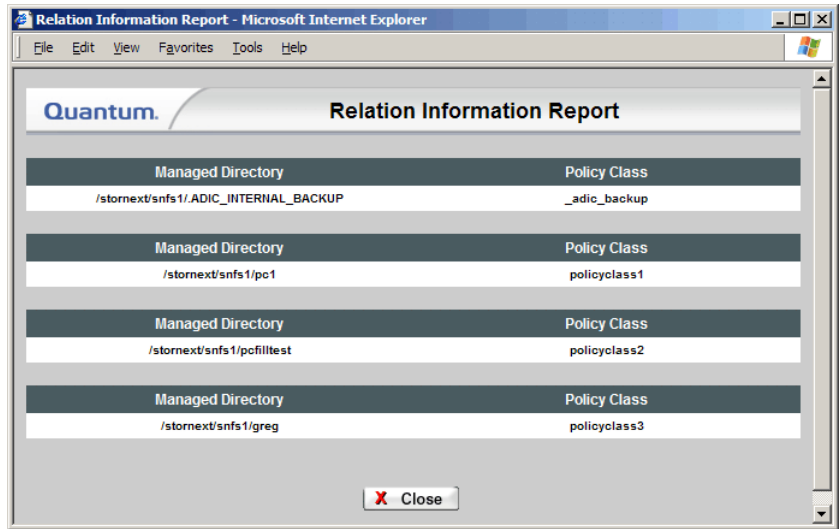 Relation Information Report - Microsoft Internet Explorer
File Edit View Favorites Tools Help
Quantum. Relation Information Report
Managed Directory Policy Class
/stornext/snfs1/.ADIC_INTERNAL_BACKUP _adic_backup
Managed Directory Policy Class
/stornext/snfs1/pc1 policyclass1
Managed Directory Policy Class
/stornext/snfs1/pcfilltest policyclass2
Managed Directory Policy Class
/stornext/snfs1/greg policyclass3
X Close